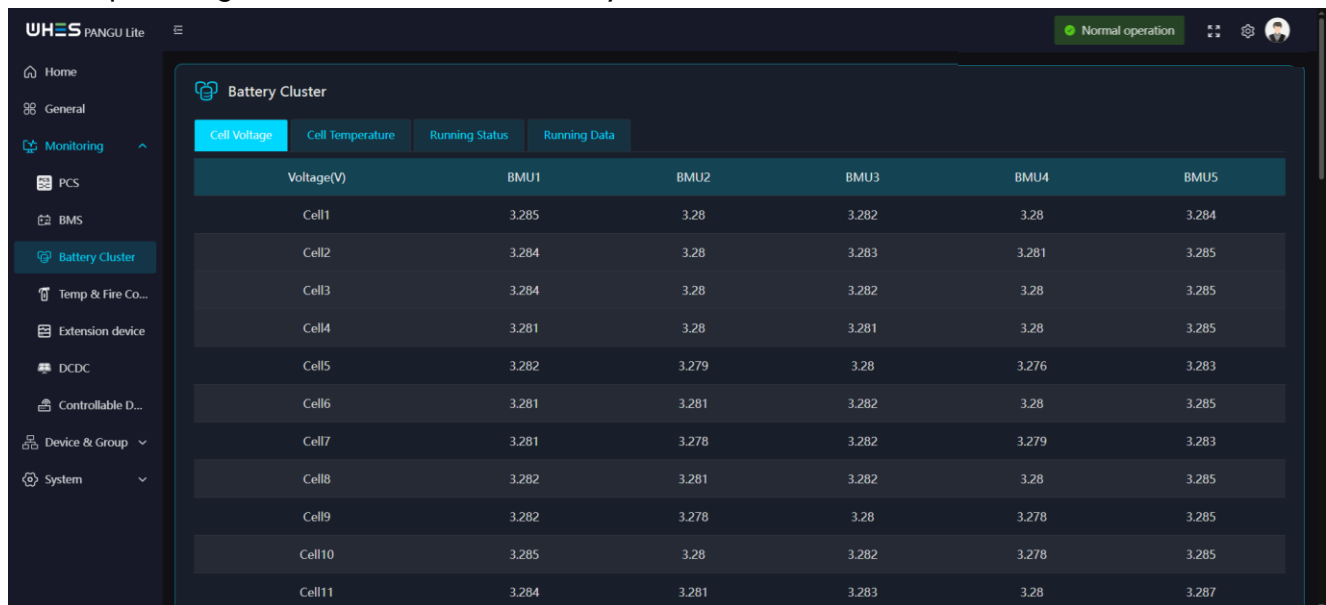 WHES PANGU Lite
Normal operation
Home
General
Monitoring
PCS
BMS
Battery Cluster
Temp & Fire Co...
Extension device
DCDC
Controllable D...
Device & Group
System
Battery Cluster
Cell Voltage Cell Temperature Running Status Running Data
Voltage(V) BMU1 BMU2 BMU3 BMU4 BMU5
Cell1 3.285 3.28 3.282 3.28 3.284
Cell2 3.284 3.28 3.283 3.281 3.285
Cell3 3.284 3.28 3.282 3.28 3.285
Cell4 3.281 3.28 3.281 3.28 3.285
Cell5 3.282 3.279 3.28 3.276 3.283
Cell6 3.281 3.281 3.282 3.28 3.285
Cell7 3.281 3.278 3.282 3.279 3.283
Cell8 3.282 3.281 3.282 3.28 3.285
Cell9 3.282 3.278 3.28 3.278 3.285
Cell10 3.285 3.28 3.282 3.278 3.285
Cell11 3.284 3.281 3.283 3.28 3.287